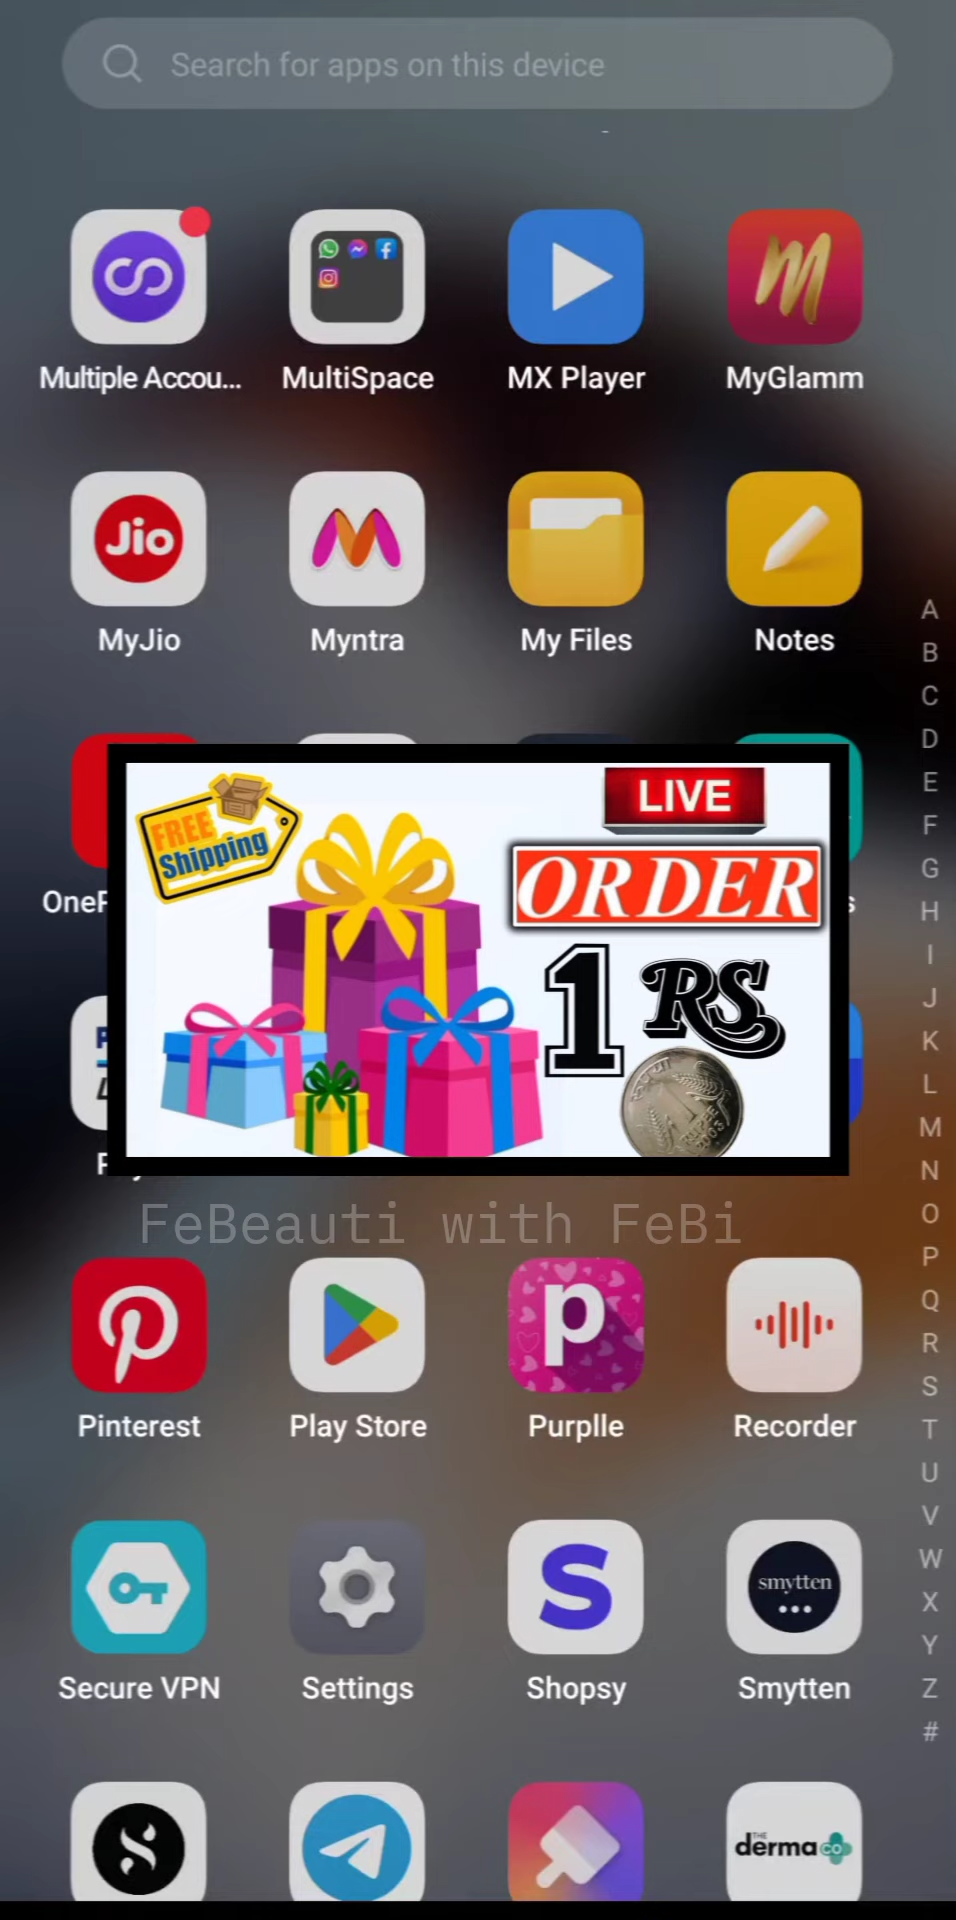 Search for apps on this device
Multiple Accou...
MultiSpace
MX Player
MyGlamm
Jio
MyJio
Myntra
My Files
Notes
A
B
C
D
E
F
G
H
I
J
K
L
M
N
O
P
Q
R
S
T
U
V
W
X
Y
Z
#
FREE
Shipping
LIVE
ORDER
1 RS
FeBeauti with FeBi
Pinterest
Play Store
p
Purplle
Recorder
Secure VPN
Settings
S
Shopsy
smytten
Smytten
THE
derma co